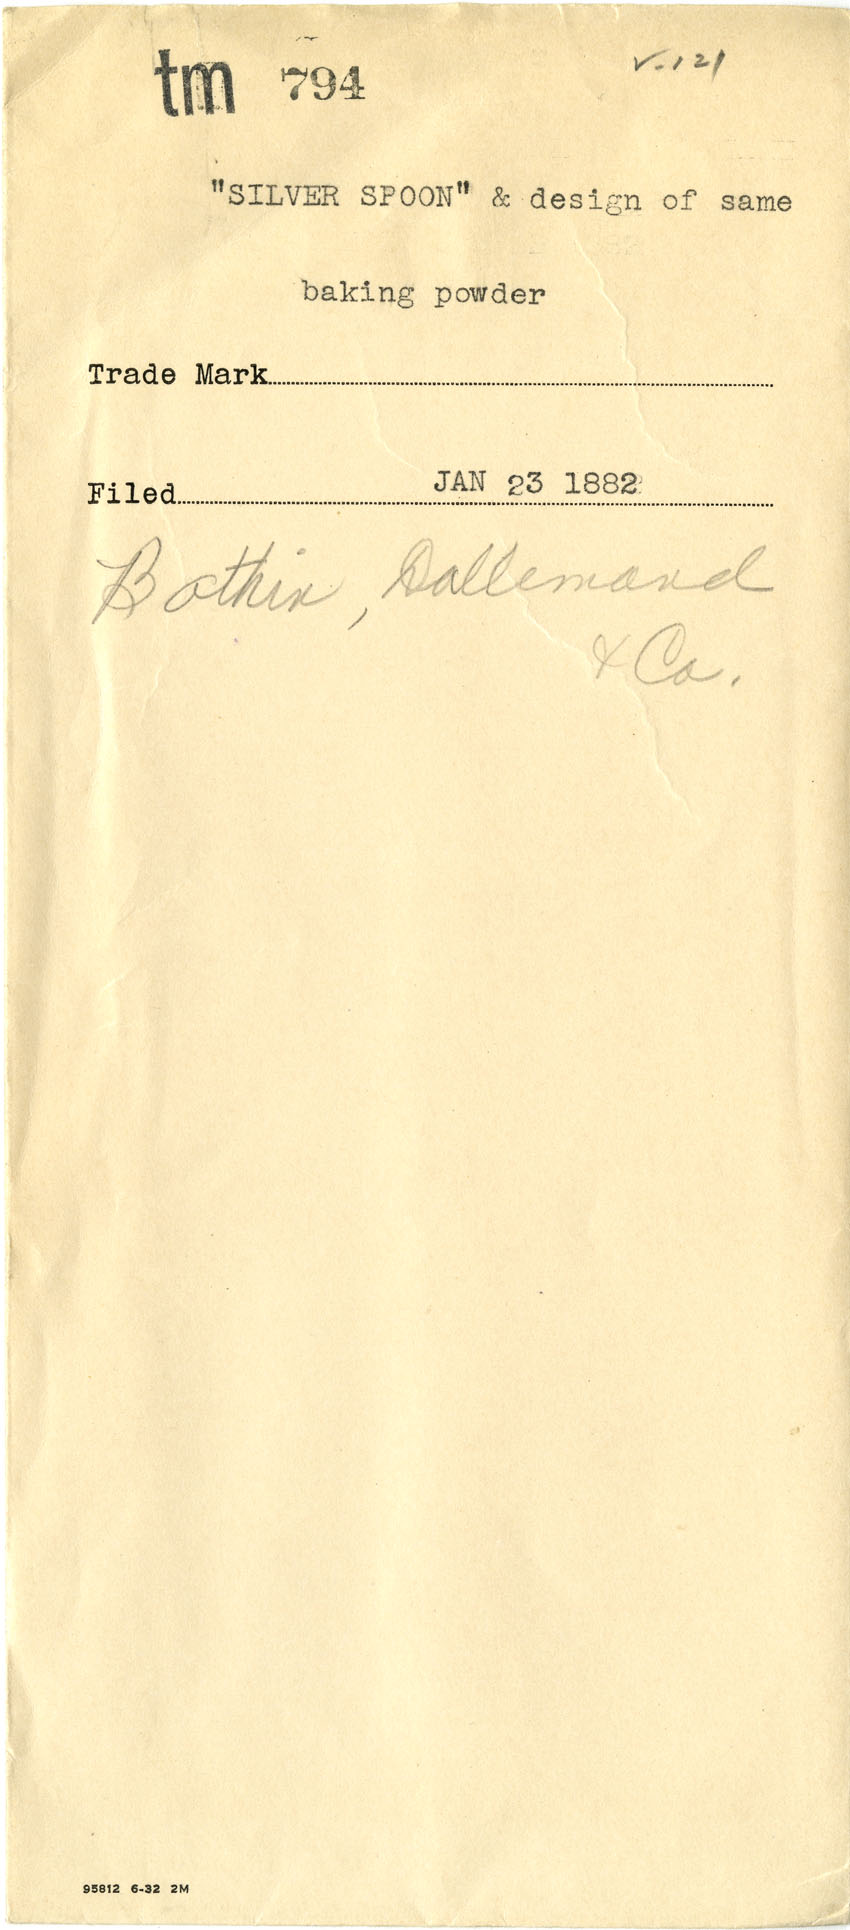 tm 794 V.121
"SILVER SPOON" & design of same
baking powder
Trade Mark
Filed JAN 23 1882
Bothin, Dallemand
& Co.
95812 6-32 2M